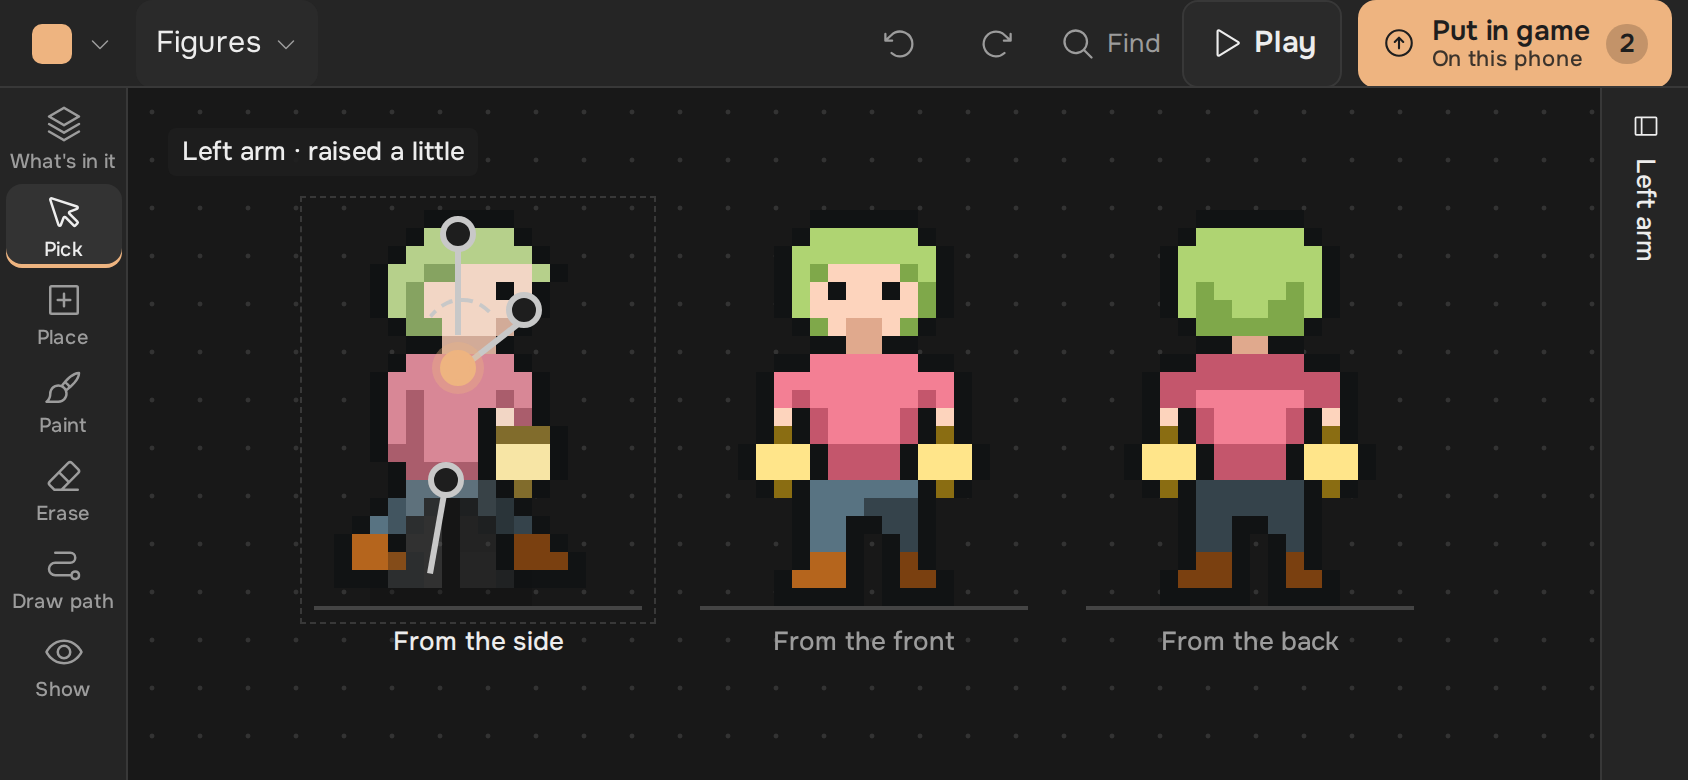 Figures
Find
Play
Put in game
On this phone
2
What's in it
Pick
Place
Paint
Erase
Draw path
Show
Left arm · raised a little
From the side
From the front
From the back
Left arm